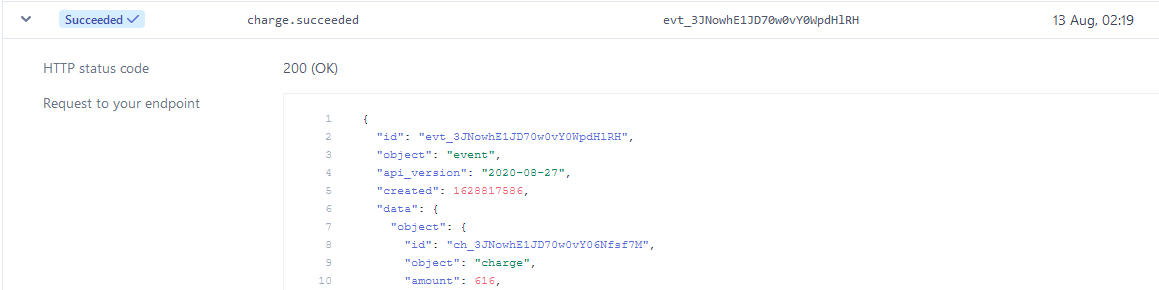 Succeeded charge.succeeded evt_3JNowhE1JD70w0vY0WpdHlRH 13 Aug, 02:19
HTTP status code 200 (OK)
Request to your endpoint
1 {
2 "id": "evt_3JNowhE1JD70w0vY0WpdHlRH",
3 "object": "event",
4 "api_version": "2020-08-27",
5 "created": 1628817586,
6 "data": {
7 "object": {
8 "id": "ch_3JNowhE1JD70w0vY06Nfsf7M",
9 "object": "charge",
10 "amount": 616,